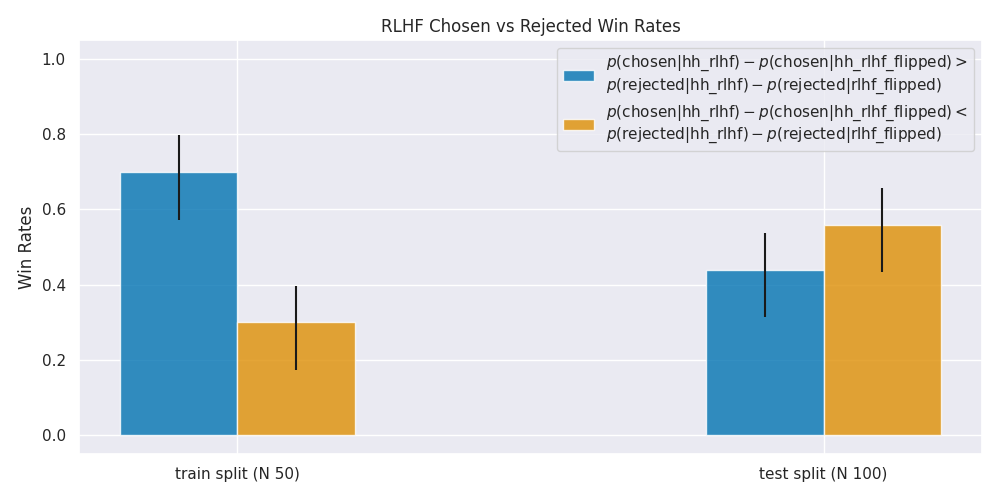 RLHF Chosen vs Rejected Win Rates
p(chosen|hh_rlhf) − p(chosen|hh_rlhf_flipped) >
p(rejected|hh_rlhf) − p(rejected|rlhf_flipped)
p(chosen|hh_rlhf) − p(chosen|hh_rlhf_flipped) <
p(rejected|hh_rlhf) − p(rejected|rlhf_flipped)
Win Rates
1.0
0.8
0.6
0.4
0.2
0.0
train split (N 50)
test split (N 100)